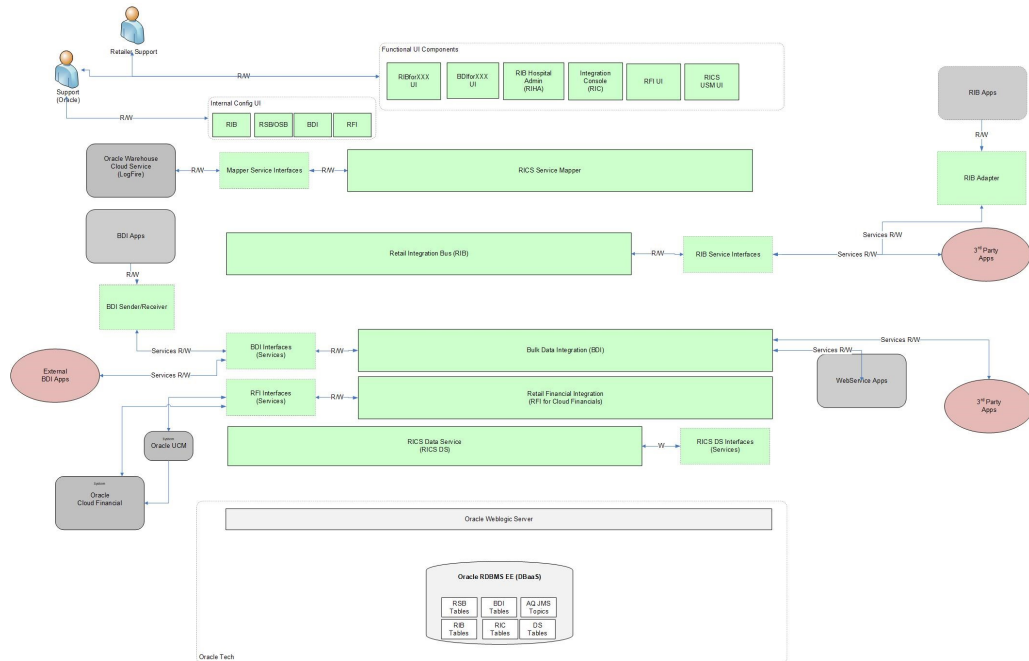 Retailer Support
Support
(Oracle)
R/W
R/W
Functional UI Components
RIBforXXX
UI
BDIforXXX
UI
RIB Hospital
Admin
(RIHA)
Integration
Console
(RIC)
RFI UI
RICS
USM UI
Internal Config UI
RIB
RSB/OSB
BDI
RFI
RIB Apps
R/W
RIB Adapter
Oracle Warehouse
Cloud Service
(LogFire)
R/W
Mapper Service Interfaces
R/W
RICS Service Mapper
BDI Apps
R/W
Retail Integration Bus (RIB)
R/W
RIB Service Interfaces
Services R/W
Services R/W
3rd Party
Apps
BDI Sender/Receiver
Services R/W
BDI Interfaces
(Services)
R/W
Bulk Data Integration (BDI)
Services R/W
Services R/W
WebService Apps
External
BDI Apps
Services R/W
RFI Interfaces
(Services)
R/W
Retail Financial Integration
(RFI for Cloud Financials)
3rd Party
Apps
Oracle UCM
RICS Data Service
(RICS DS)
W
RICS DS Interfaces
(Services)
Oracle
Cloud Financial
Oracle Weblogic Server
Oracle RDBMS EE (DBaaS)
RSB
Tables
BDI
Tables
AQ JMS
Topics
RIB
Tables
RIC
Tables
DS
Tables
Oracle Tech